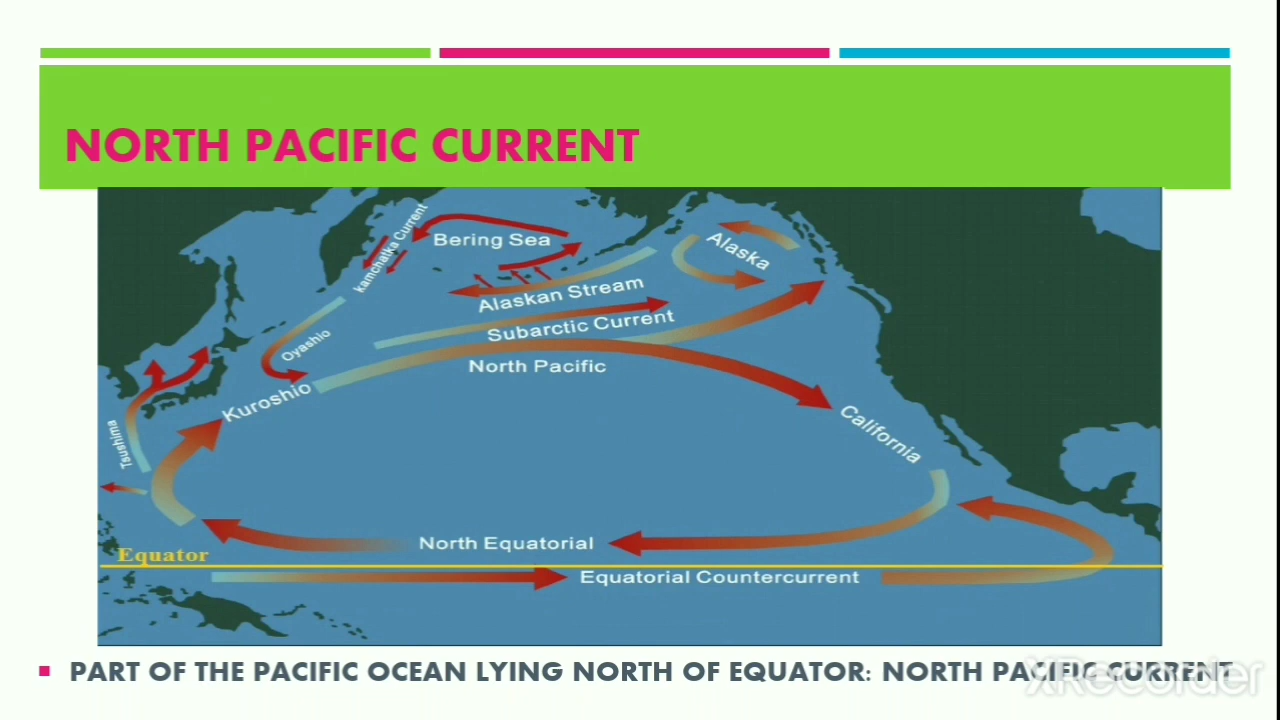 NORTH PACIFIC CURRENT
kamchatka Current
Bering Sea
Alaska
Alaskan Stream
Subarctic Current
Oyashio
North Pacific
Kuroshio
California
Tsushima
North Equatorial
Equator
Equatorial Countercurrent
PART OF THE PACIFIC OCEAN LYING NORTH OF EQUATOR: NORTH PACIFIC CURRENT
XRecorder